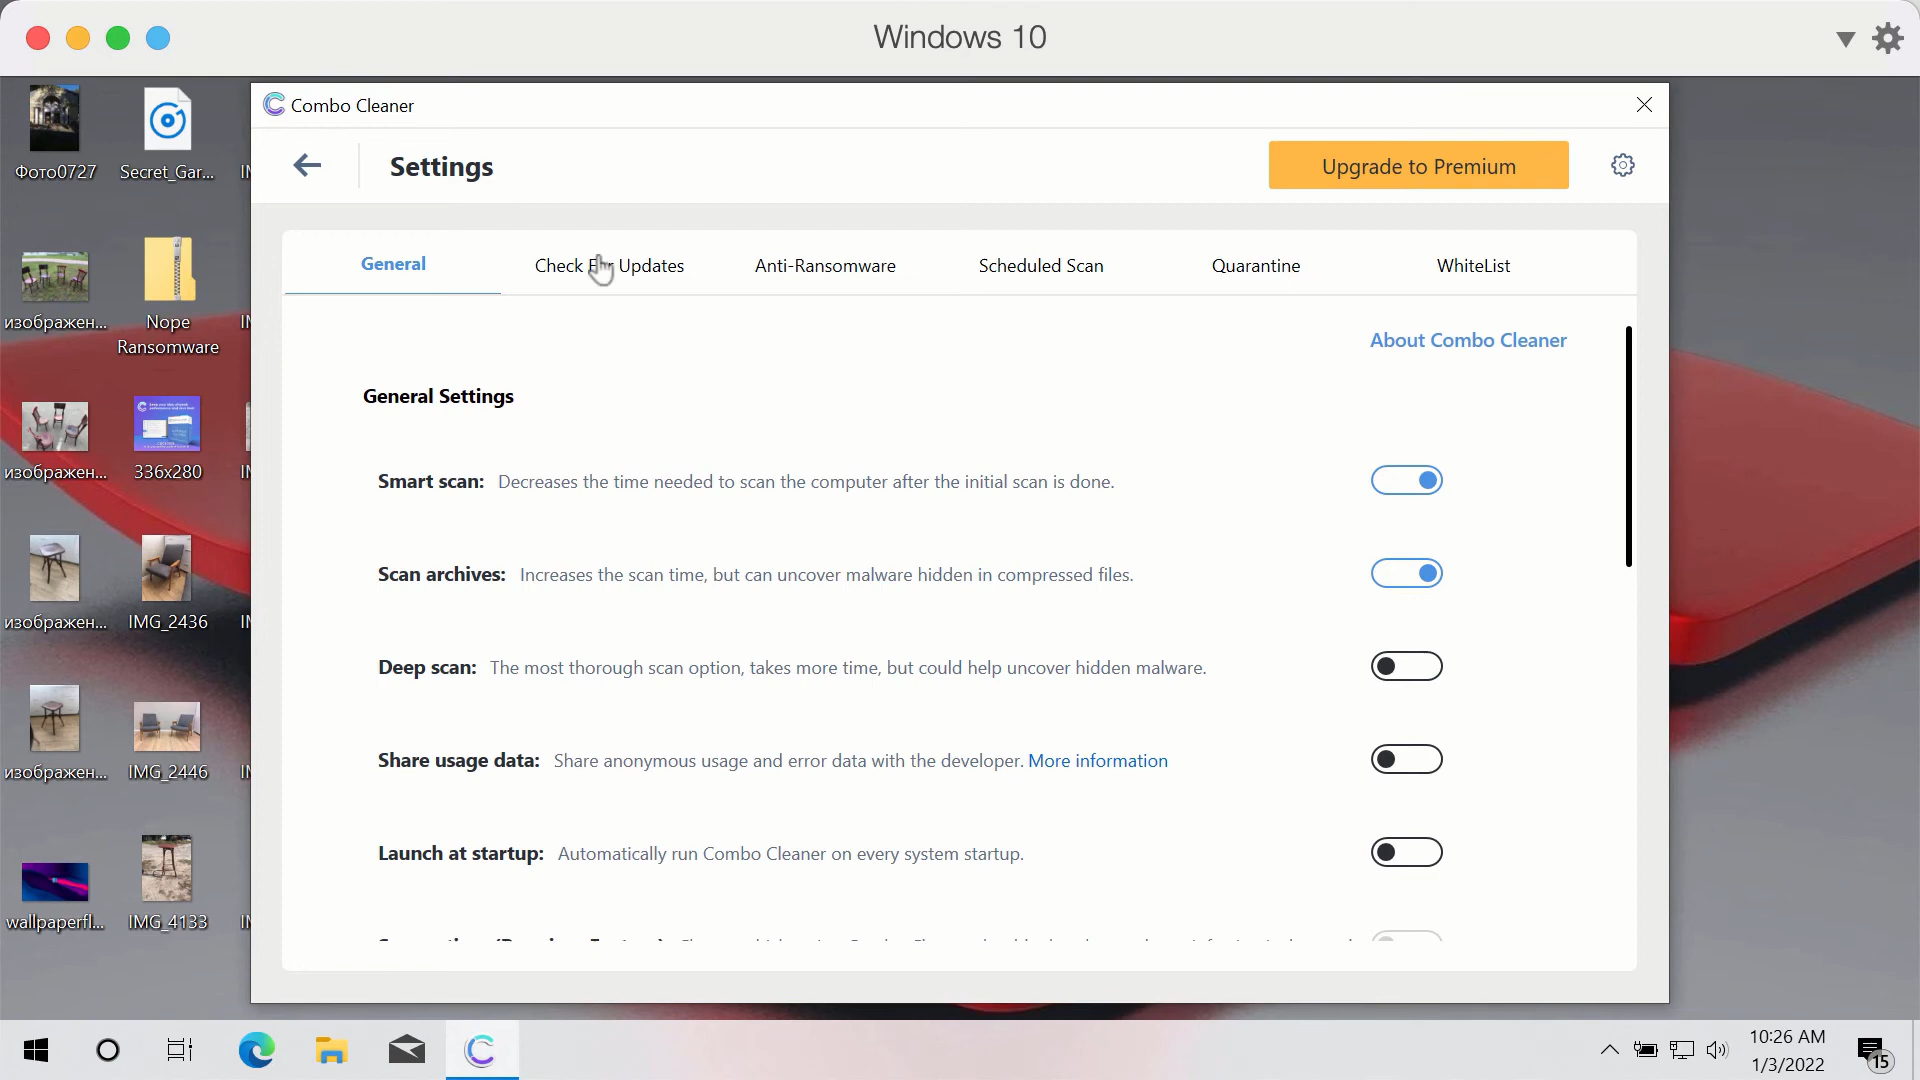 Windows 10
Combo Cleaner
Settings
Upgrade to Premium
General
Check For Updates
Anti-Ransomware
Scheduled Scan
Quarantine
WhiteList
About Combo Cleaner
General Settings
Smart scan: Decreases the time needed to scan the computer after the initial scan is done.
Scan archives: Increases the scan time, but can uncover malware hidden in compressed files.
Deep scan: The most thorough scan option, takes more time, but could help uncover hidden malware.
Share usage data: Share anonymous usage and error data with the developer. More information
Launch at startup: Automatically run Combo Cleaner on every system startup.
Фото0727
Secret_Gar...
изображен...
Nope
Ransomware
изображен...
336x280
изображен...
IMG_2436
изображен...
IMG_2446
wallpaperfl...
IMG_4133
10:26 AM
1/3/2022
15